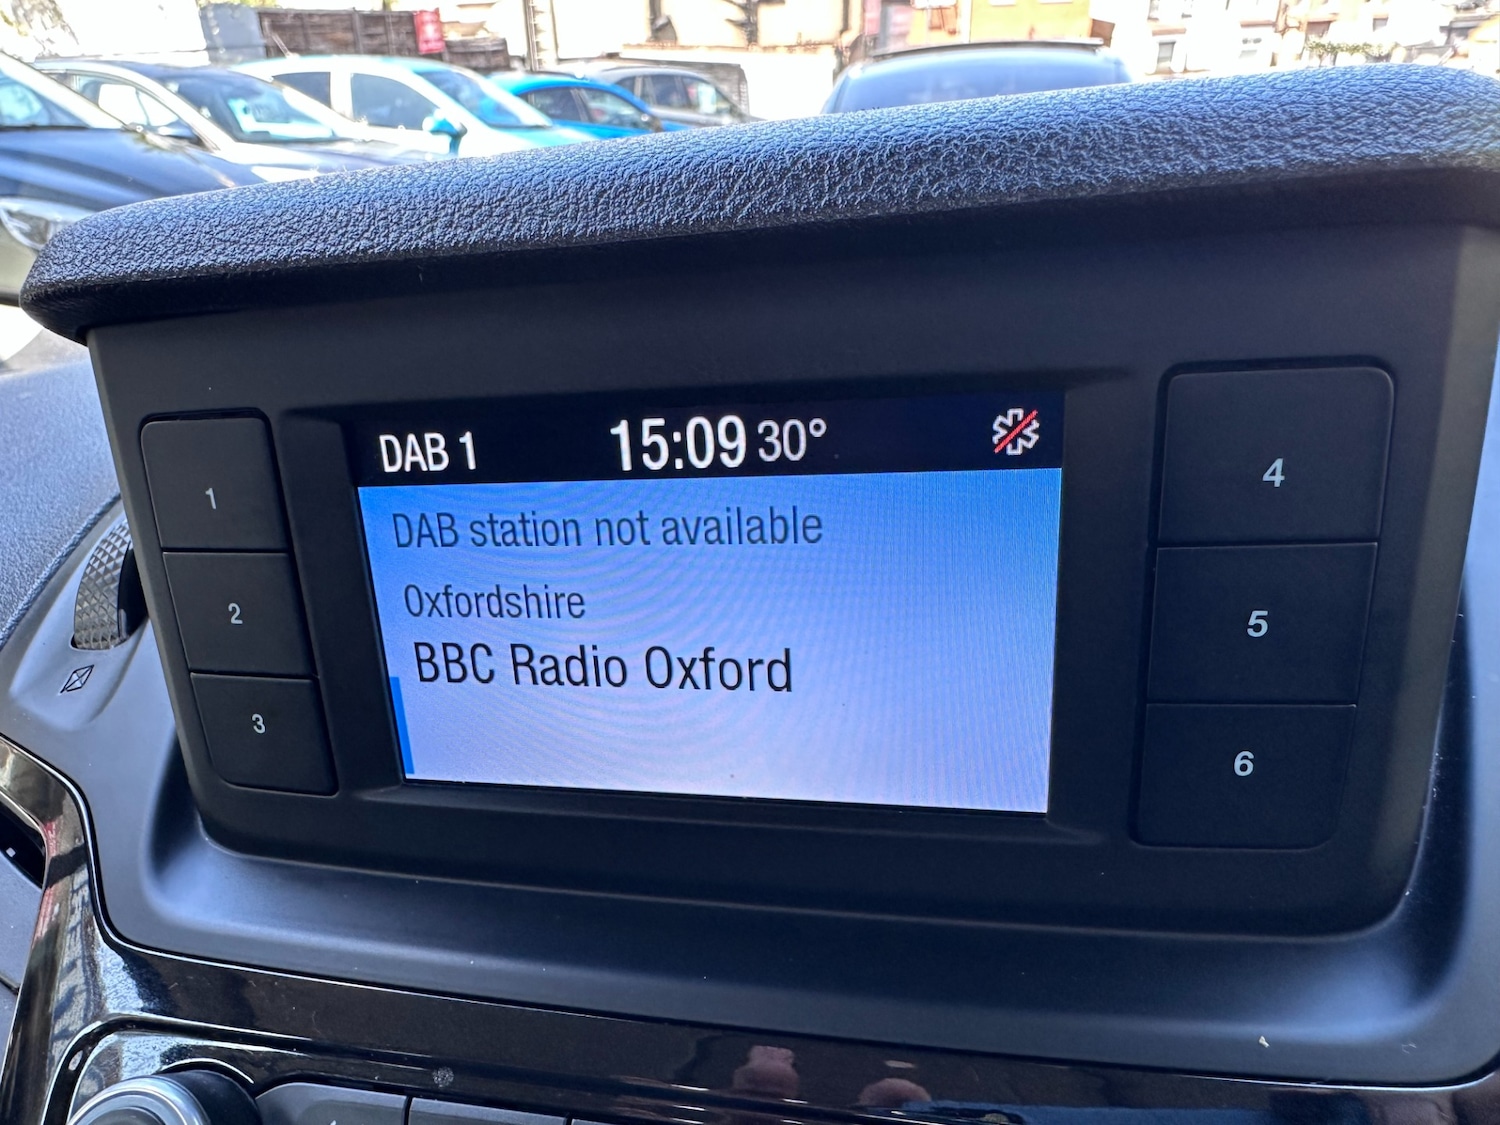 DAB 1 15:09 30°
DAB station not available
Oxfordshire
BBC Radio Oxford
1
2
3
4
5
6